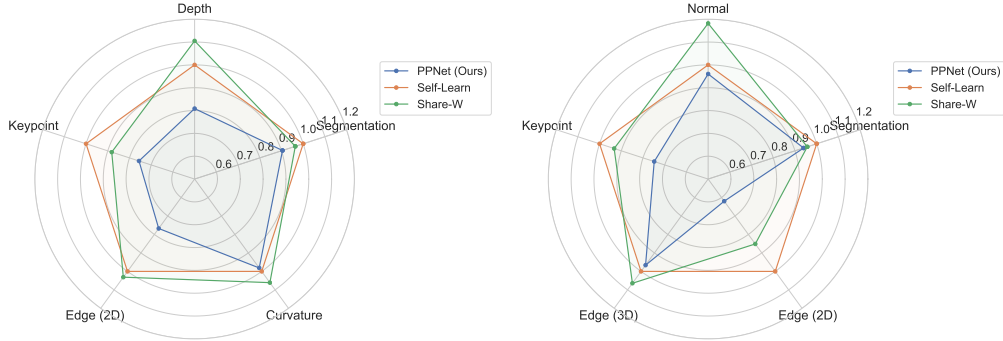 Depth
Segmentation
Keypoint
Edge (2D)
Curvature
0.6
0.7
0.8
0.9
1.0
1.1
1.2
PPNet (Ours)
Self-Learn
Share-W
Normal
Segmentation
Keypoint
Edge (3D)
Edge (2D)
0.6
0.7
0.8
0.9
1.0
1.1
1.2
PPNet (Ours)
Self-Learn
Share-W